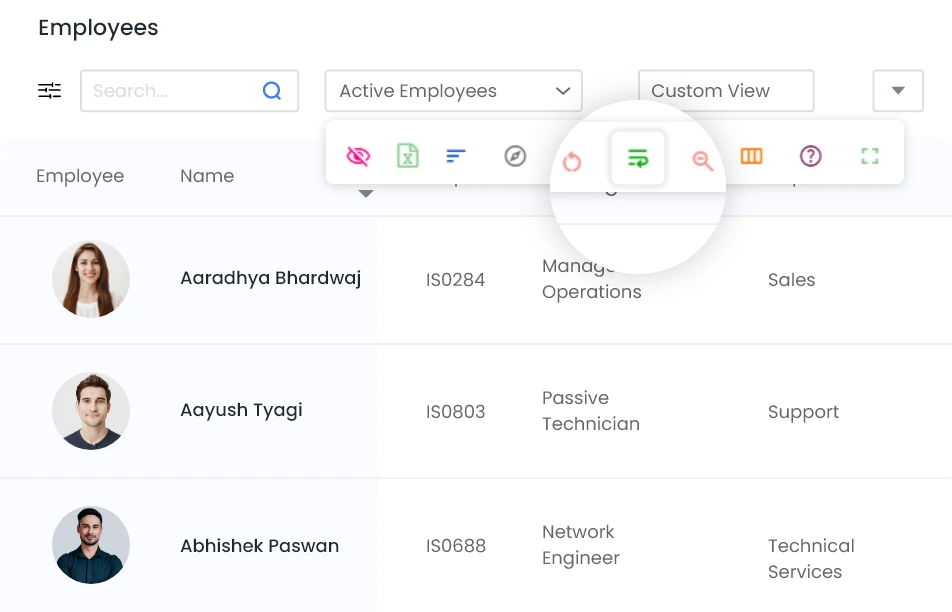 Employees
Search...
Active Employees
Custom View
Employee
Name
Aaradhya Bhardwaj
IS0284
Operations
Sales
Aayush Tyagi
IS0803
Passive
Technician
Support
Abhishek Paswan
IS0688
Network
Engineer
Technical
Services